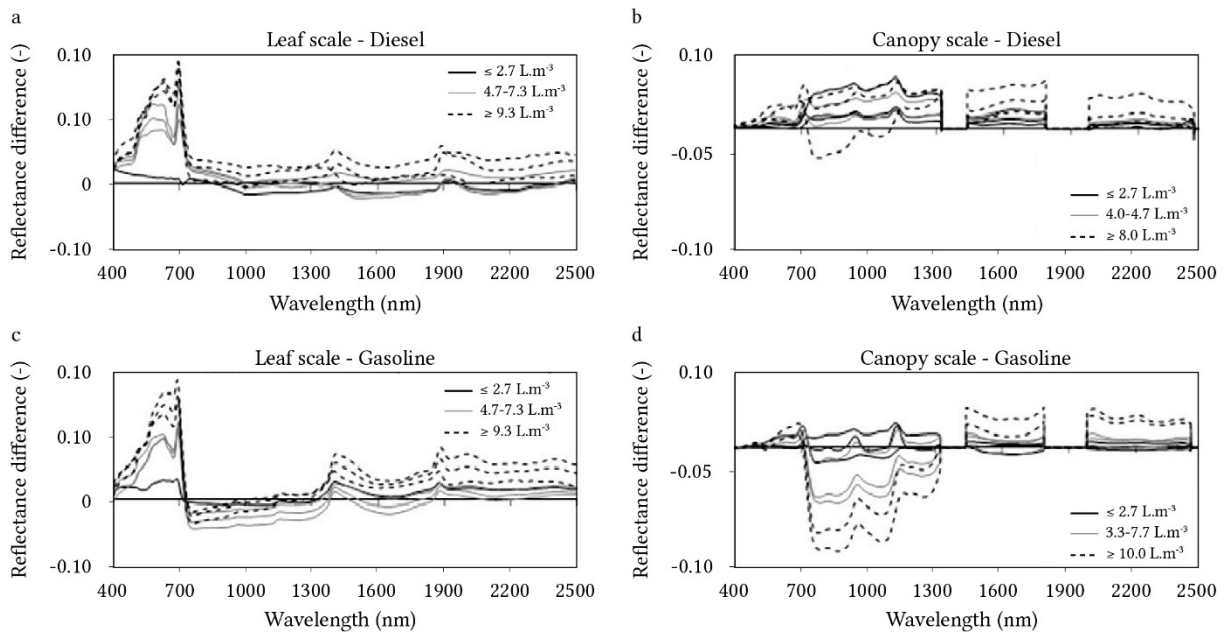 a
Leaf scale - Diesel
Reflectance difference (-)
0.10
0.10
0
-0.10
≤ 2.7 L.m⁻³
4.7-7.3 L.m⁻³
≥ 9.3 L.m⁻³
400 700 1000 1300 1600 1900 2200 2500
Wavelength (nm)
b
Canopy scale - Diesel
Reflectance difference (-)
0.10
-0.05
-0.10
≤ 2.7 L.m⁻³
4.0-4.7 L.m⁻³
≥ 8.0 L.m⁻³
400 700 1000 1300 1600 1900 2200 2500
Wavelength (nm)
c
Leaf scale - Gasoline
Reflectance difference (-)
0.10
0.10
0
-0.10
≤ 2.7 L.m⁻³
4.7-7.3 L.m⁻³
≥ 9.3 L.m⁻³
400 700 1000 1300 1600 1900 2200 2500
Wavelength (nm)
d
Canopy scale - Gasoline
Reflectance difference (-)
0.10
-0.05
-0.10
≤ 2.7 L.m⁻³
3.3-7.7 L.m⁻³
≥ 10.0 L.m⁻³
400 700 1000 1300 1600 1900 2200 2500
Wavelength (nm)